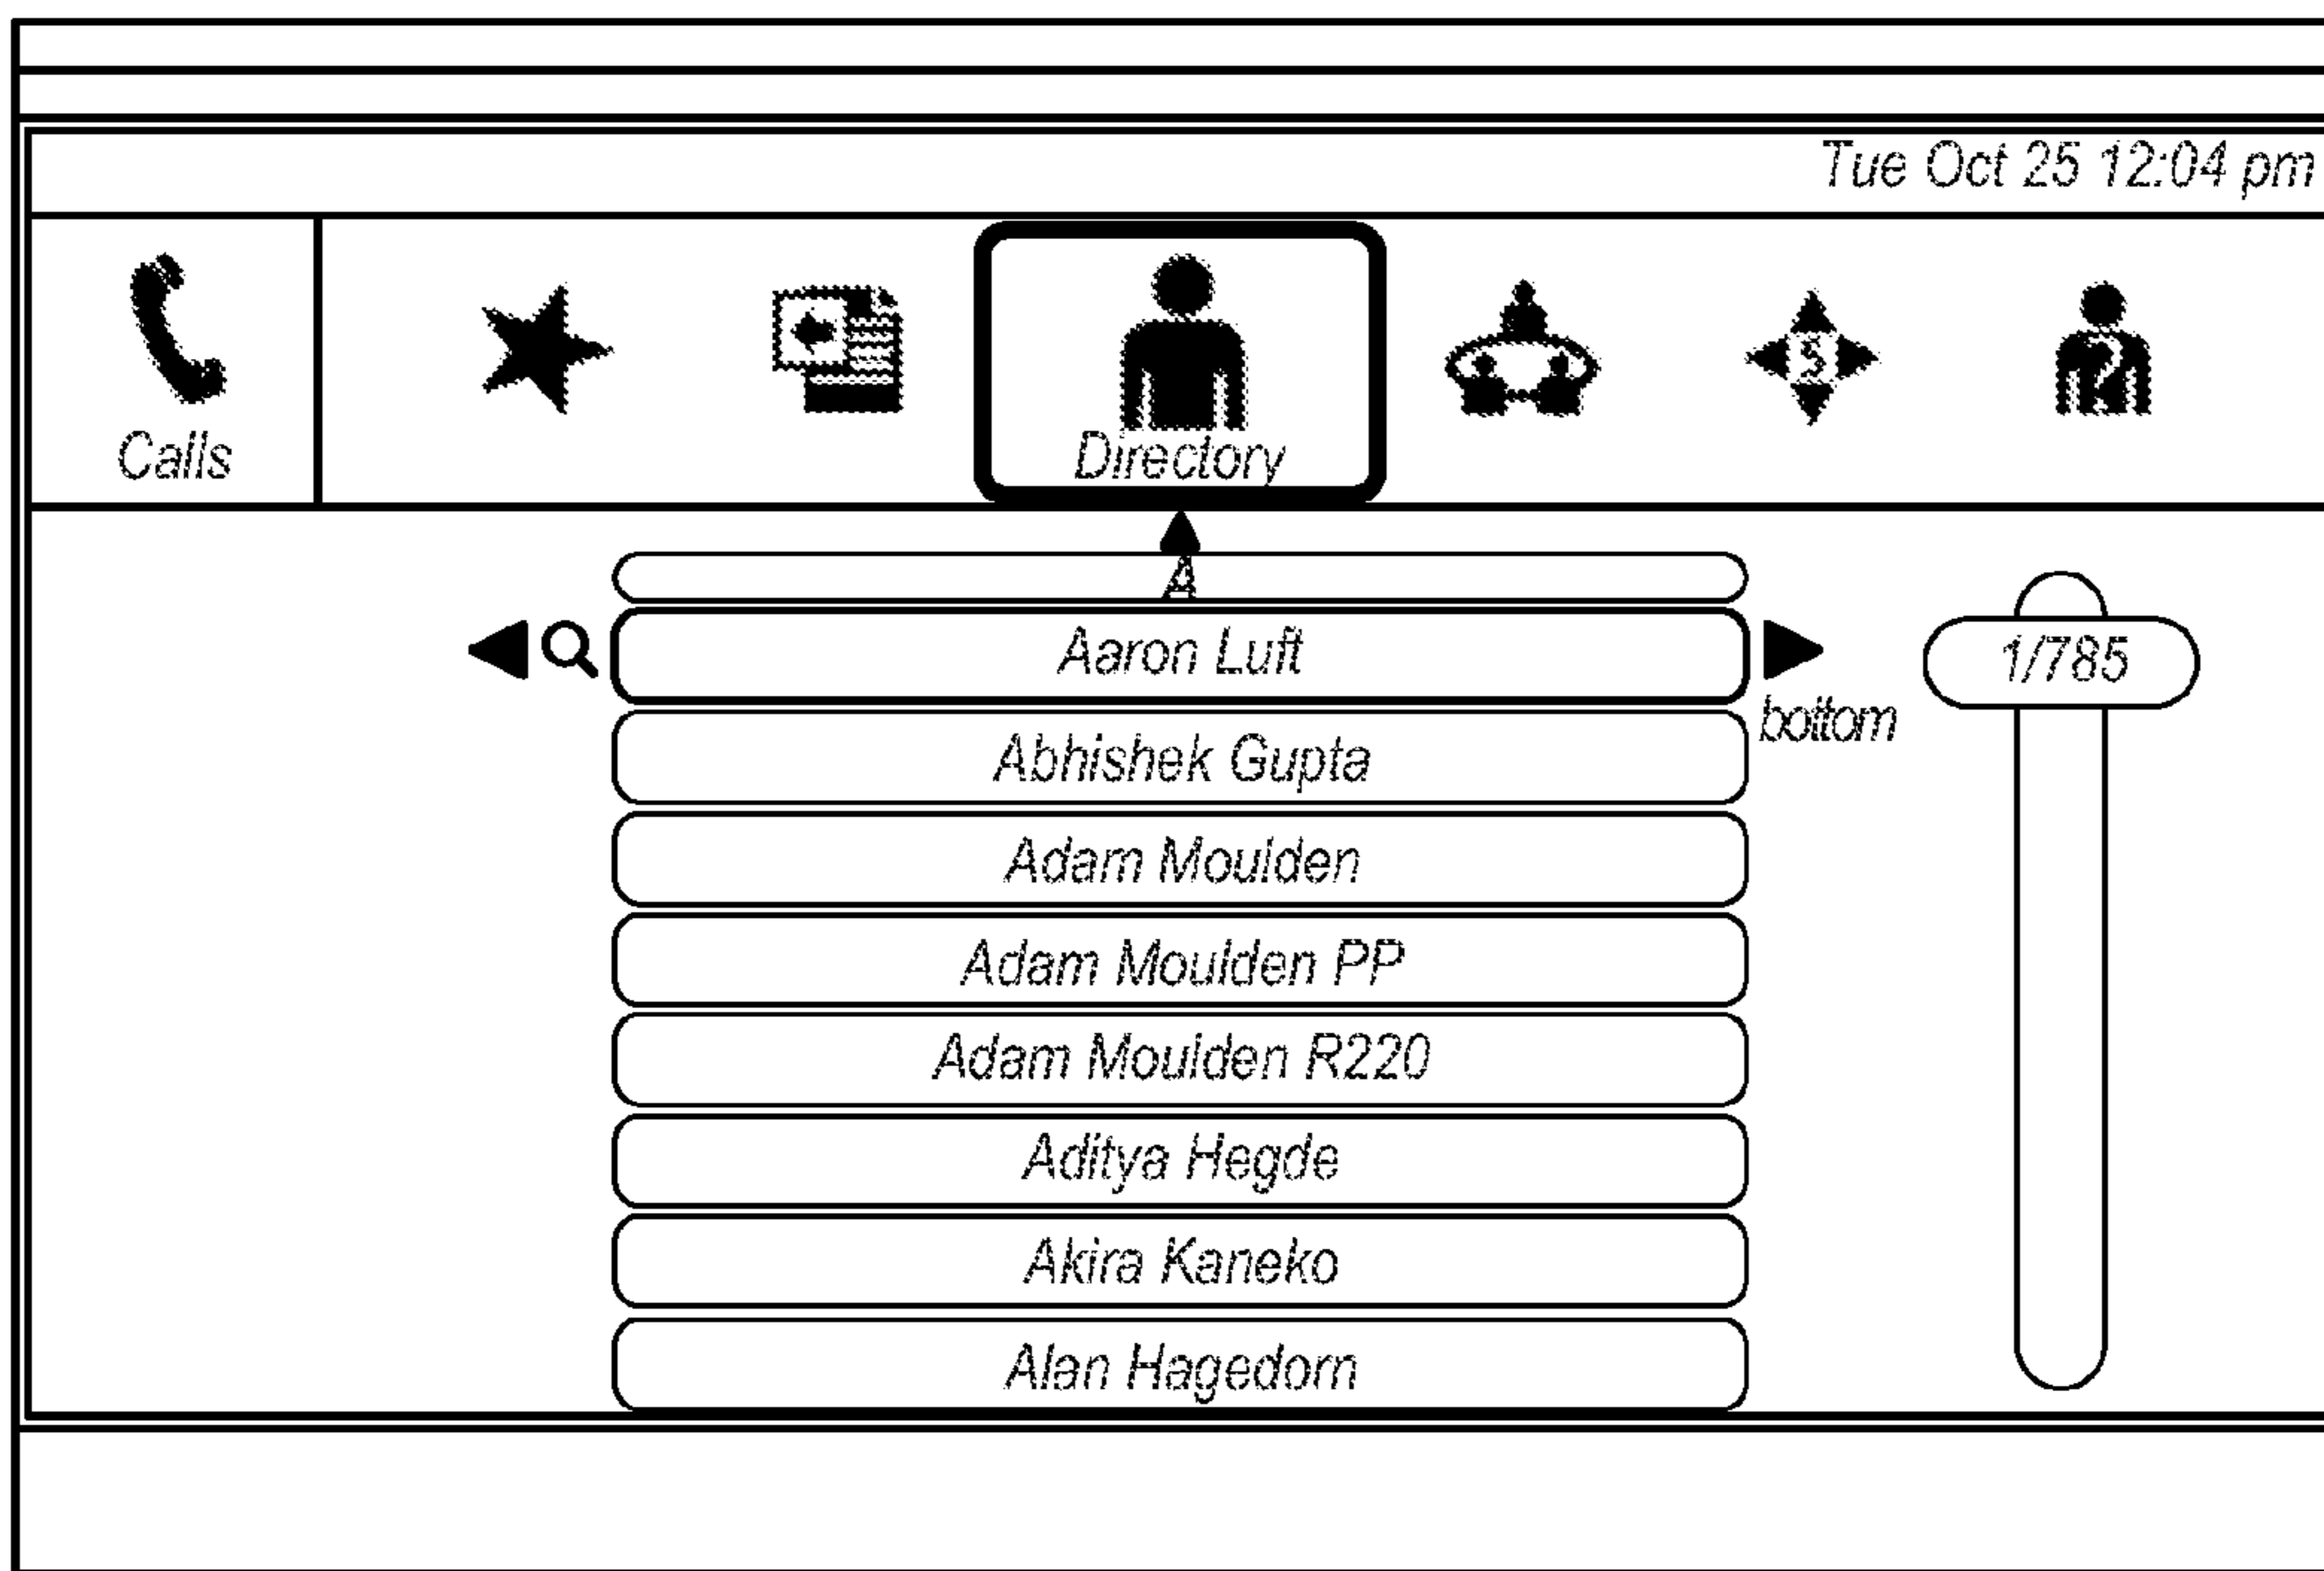 Tue Oct 25 12:04 pm
Calls
Directory
A
Aaron Luft
1/785
bottom
Abhishek Gupta
Adam Moulden
Adam Moulden PP
Adam Moulden R220
Aditya Hegde
Akira Kaneko
Alan Hagedorn